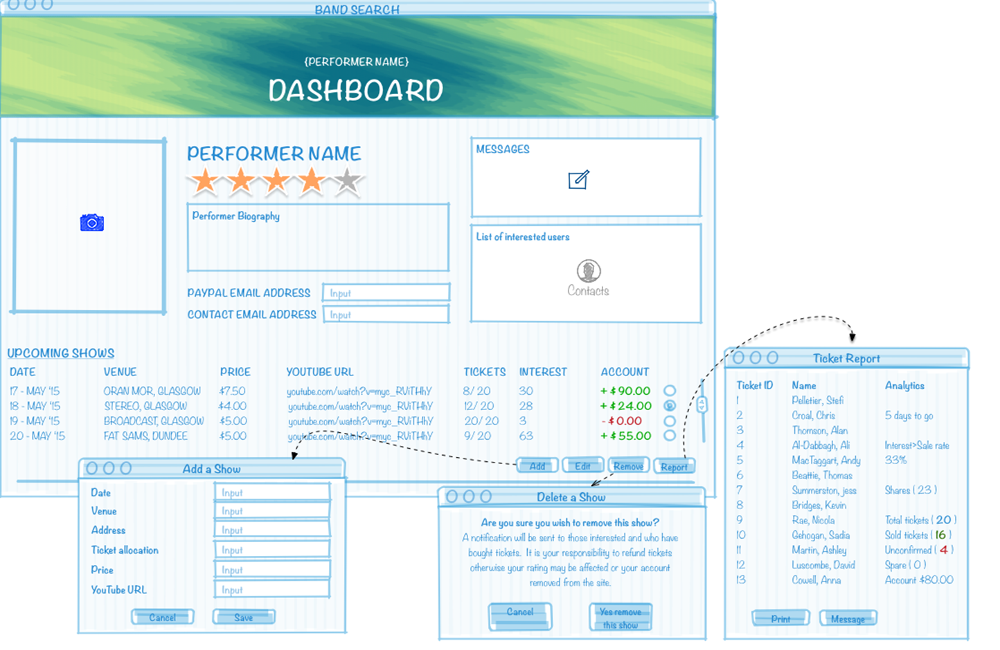 BAND SEARCH
{PERFORMER NAME}
DASHBOARD
PERFORMER NAME
Performer Biography
PAYPAL EMAIL ADDRESS Input
CONTACT EMAIL ADDRESS Input
MESSAGES
List of interested users
Contacts
UPCOMING SHOWS
DATE VENUE PRICE YOUTUBE URL TICKETS INTEREST ACCOUNT
17 - MAY '15 ORAN MOR, GLASGOW $7.50 youtube.com/watch?v=myc_RViTHhY 8/ 20 30 + $ 90.00
18 - MAY '15 STEREO, GLASGOW $4.00 youtube.com/watch?v=myc_RViTHhY 12/ 20 28 + $ 24.00
19 - MAY '15 BROADCAST, GLASGOW $5.00 youtube.com/watch?v=myc_RViTHhY 20/ 20 3 - $ 0.00
20 - MAY '15 FAT SAMS, DUNDEE $5.00 youtube.com/watch?v=myc_RViTHhY 9/ 20 63 + $ 55.00
Add Edit Remove Report
Add a Show
Date Input
Venue Input
Address Input
Ticket allocation Input
Price Input
YouTube URL Input
Cancel Save
Delete a Show
Are you sure you wish to remove this show?
A notification will be sent to those interested and who have
bought tickets. It is your responsibility to refund tickets
otherwise your rating may be affected or your account
removed from the site.
Cancel
Yes remove
this show
Ticket Report
Ticket ID Name Analytics
1 Pelletier, Stefi
2 Croal, Chris 5 days to go
3 Thomson, Alan
4 Al-Dabbagh, Ali Interest>Sale rate
5 MacTaggart, Andy 33%
6 Beattie, Thomas
7 Summerston, jess Shares ( 23 )
8 Bridges, Kevin
9 Rae, Nicola Total tickets ( 20 )
10 Gehogan, Sadia Sold tickets ( 16 )
11 Martin, Ashley Unconfirmed ( 4 )
12 Luscombe, David Spare ( 0 )
13 Cowell, Anna Account $80.00
Print Message